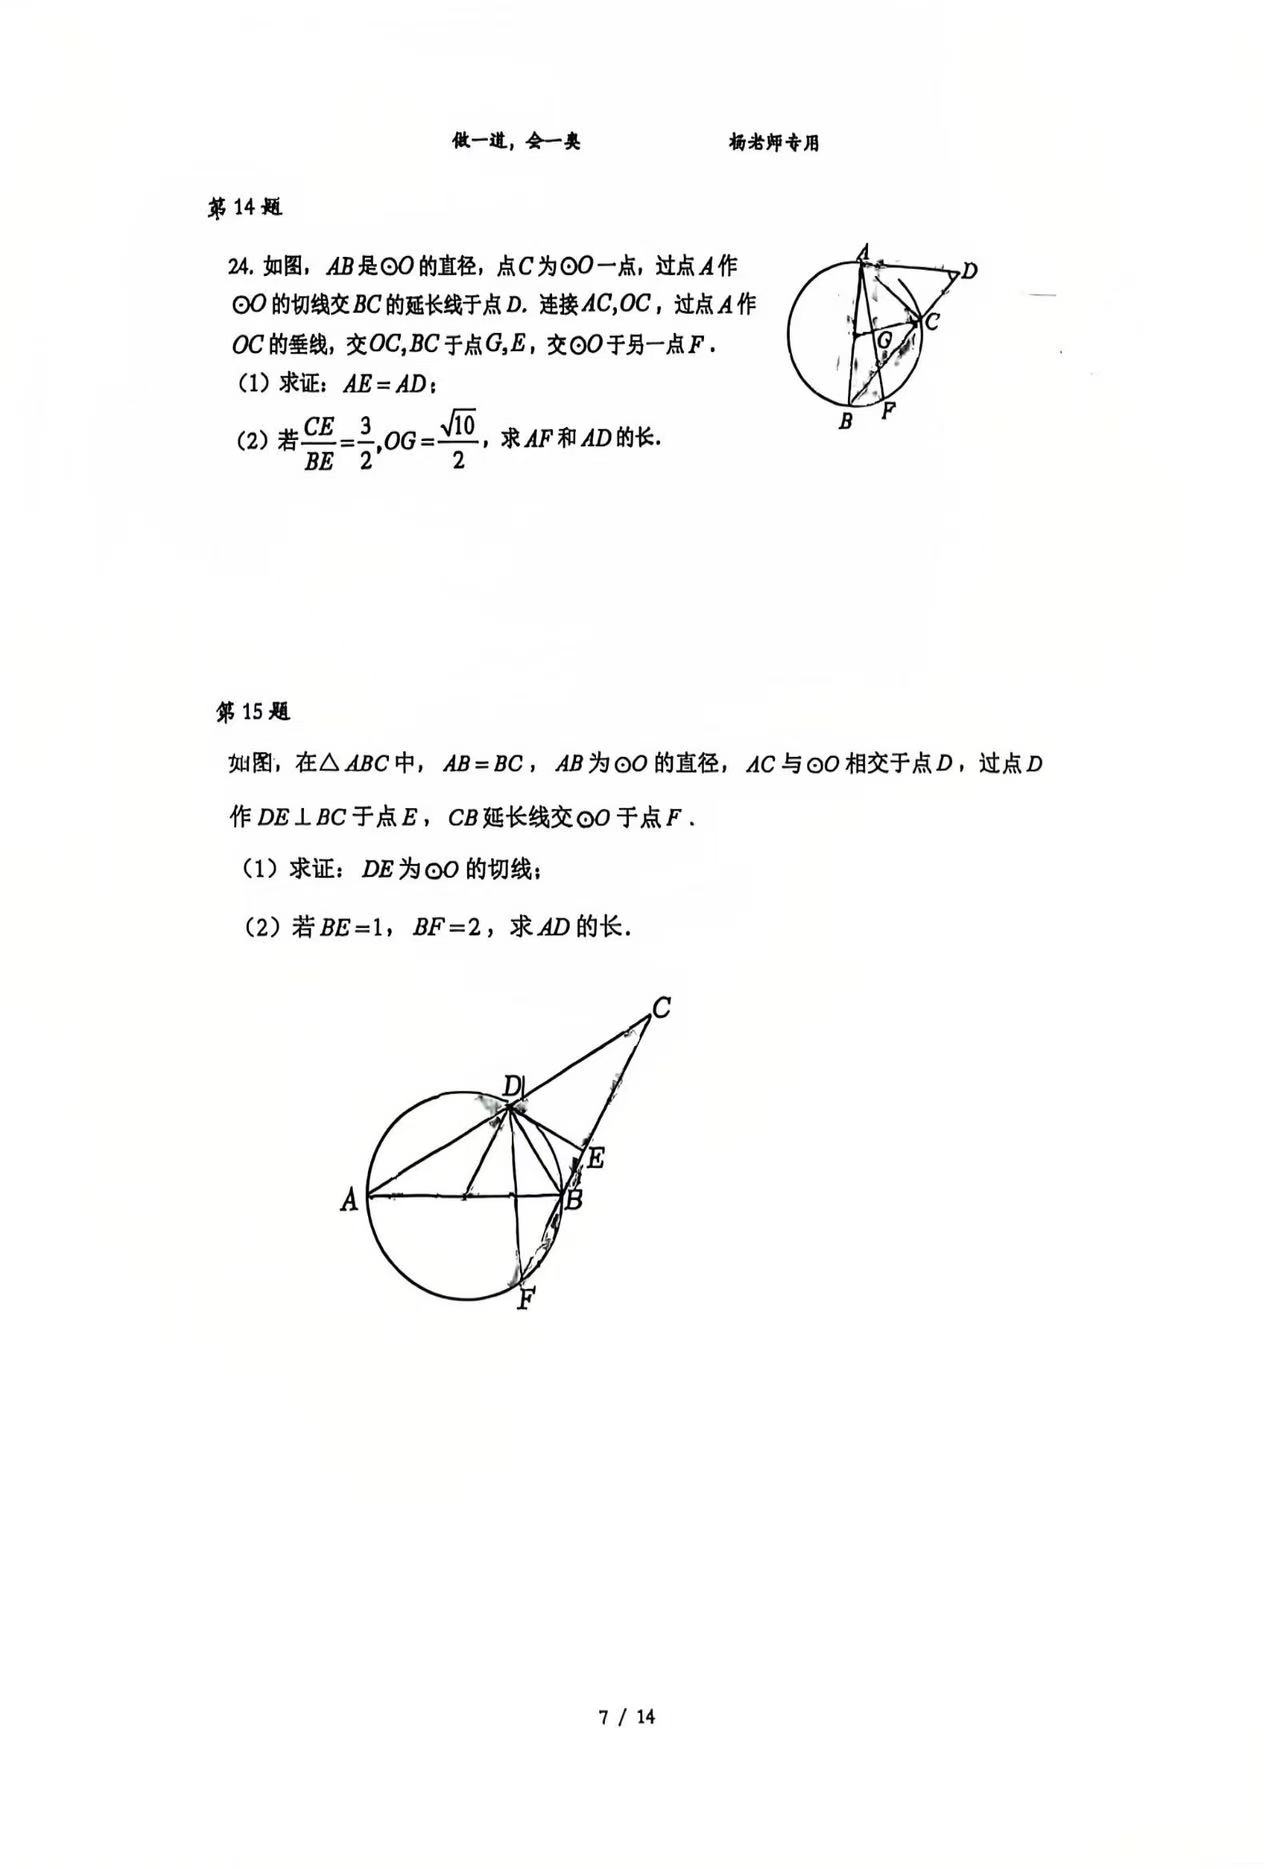 做一道，会一类 杨老师专用
第 14 题
24. 如图，AB是⊙O的直径，点C为⊙O一点，过点A作
⊙O的切线交BC的延长线于点D. 连接AC,OC，过点A作
OC的垂线，交OC,BC于点G,E，交⊙O于另一点F.
（1）求证：AE=AD；
（2）若CE/BE=3/2,OG=√10/2，求AF和AD的长.
A
D
C
G
B
F
第 15 题
如图，在△ABC中，AB=BC，AB为⊙O的直径，AC与⊙O相交于点D，过点D
作DE⊥BC于点E，CB延长线交⊙O于点F.
（1）求证：DE为⊙O的切线；
（2）若BE=1，BF=2，求AD的长.
C
D
E
A
B
F
7 / 14